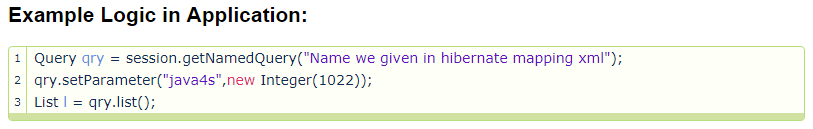 Example Logic in Application:
1 Query qry = session.getNamedQuery("Name we given in hibernate mapping xml");
2 qry.setParameter("java4s",new Integer(1022));
3 List l = qry.list();